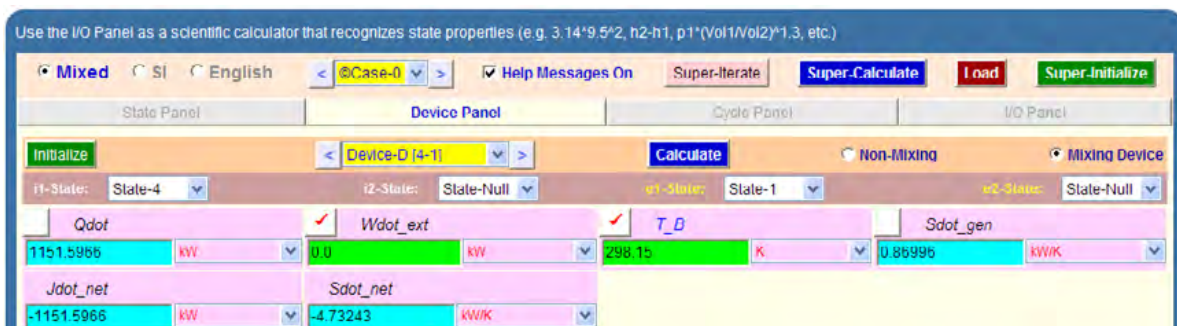 Use the I/O Panel as a scientific calculator that recognizes state properties (e.g. 3.14*9.5^2, h2-h1, p1*(Vol1/Vol2)^1.3, etc.)
Mixed SI English < ©Case-0 > Help Messages On Super-Iterate Super-Calculate Load Super-Initialize
State Panel Device Panel Cycle Panel I/O Panel
Initialize < Device-D [4-1] > Calculate Non-Mixing Mixing Device
i1-State: State-4 i2-State: State-Null e1-State: State-1 e2-State: State-Null
Qdot Wdot_ext T_B Sdot_gen
1151.5966 kW 0.0 kW 298.15 K 0.86996 kW/K
Jdot_net Sdot_net
-1151.5966 kW -4.73243 kW/K